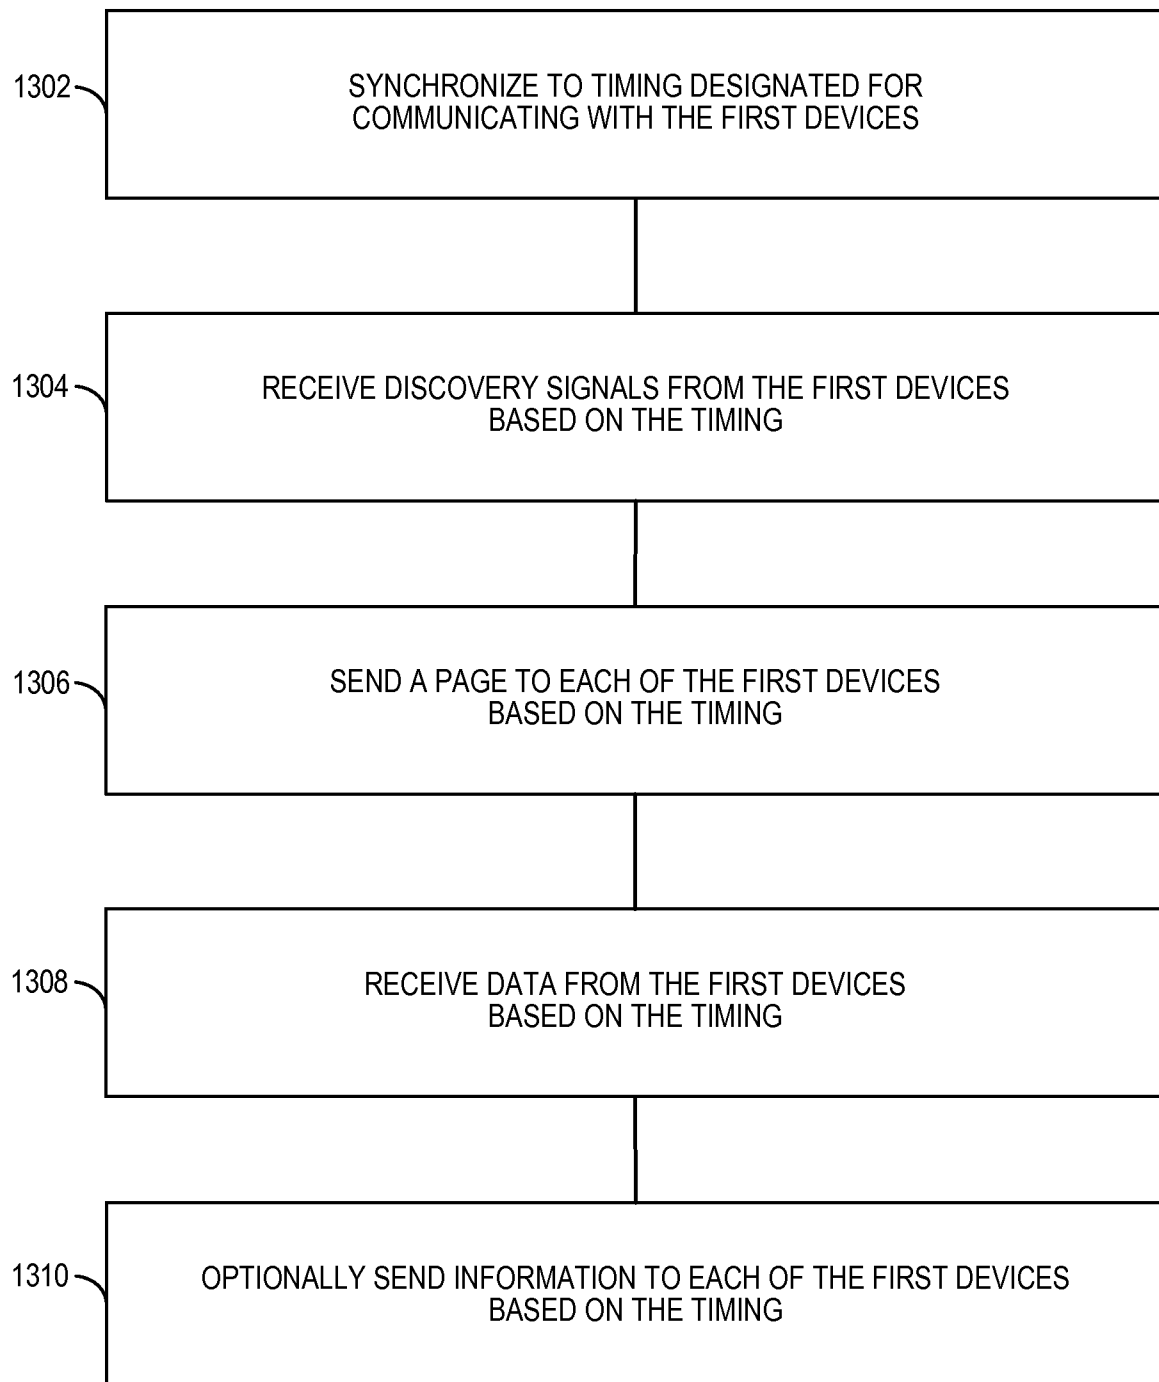 1302
SYNCHRONIZE TO TIMING DESIGNATED FOR
COMMUNICATING WITH THE FIRST DEVICES
1304
RECEIVE DISCOVERY SIGNALS FROM THE FIRST DEVICES
BASED ON THE TIMING
1306
SEND A PAGE TO EACH OF THE FIRST DEVICES
BASED ON THE TIMING
1308
RECEIVE DATA FROM THE FIRST DEVICES
BASED ON THE TIMING
1310
OPTIONALLY SEND INFORMATION TO EACH OF THE FIRST DEVICES
BASED ON THE TIMING